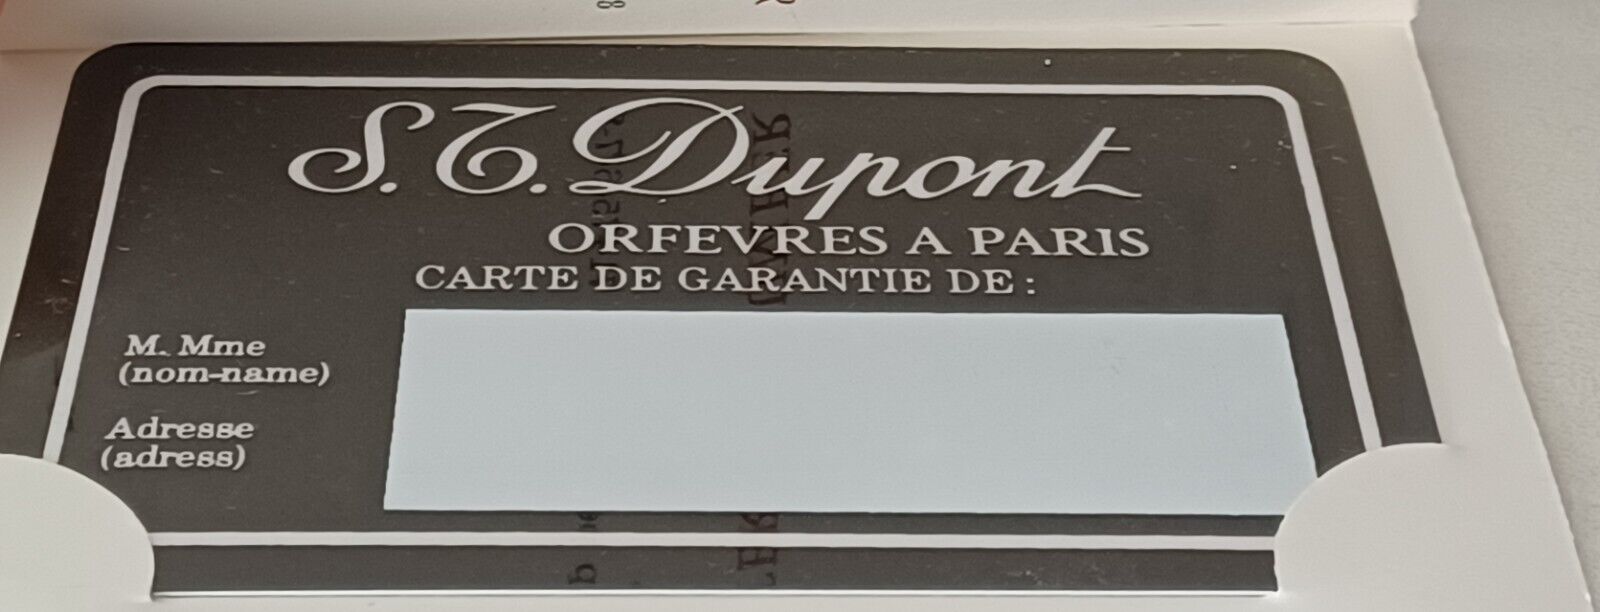 S.T. Dupont
ORFEVRES A PARIS
CARTE DE GARANTIE DE :
M. Mme
(nom-name)
Adresse
(adress)